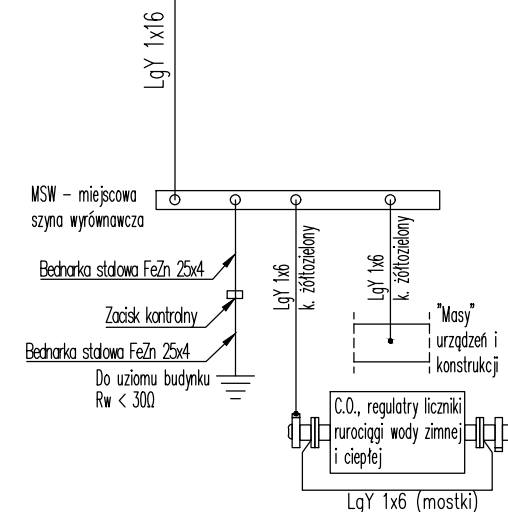 LgY 1x16
MSW – miejscowa
szyna wyrównawcza
Bednarka stalowa FeZn 25x4
Zacisk kontrolny
Bednarka stalowa FeZn 25x4
Do uziomu budynku
Rw < 30Ω
LgY 1x6
k. żółtozielony
LgY 1x6
k. żółtozielony
"Masy"
urządzeń i
konstrukcji
C.O., regulatry liczniki
rurociągi wody zimnej
i ciepłej
LgY 1x6 (mostki)